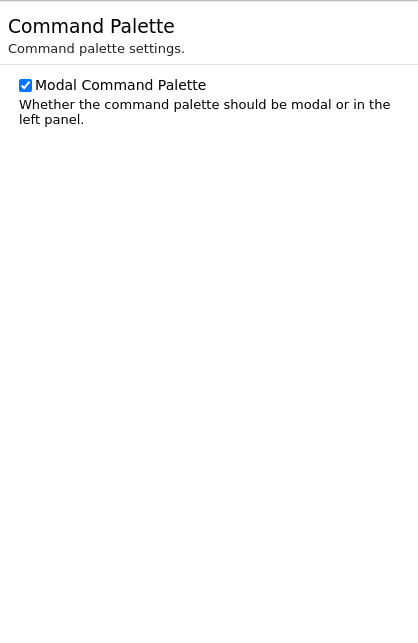 Command Palette
Command palette settings.
Modal Command Palette
Whether the command palette should be modal or in the
left panel.